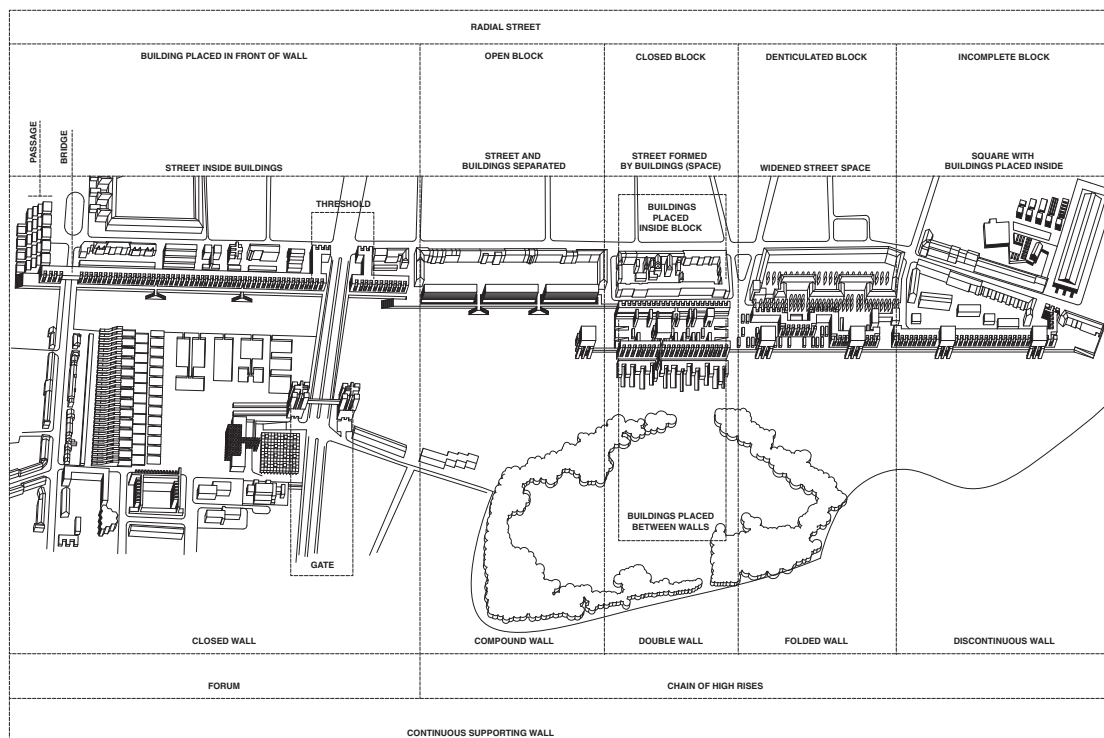 RADIAL STREET
BUILDING PLACED IN FRONT OF WALL
OPEN BLOCK
CLOSED BLOCK
DENTICULATED BLOCK
INCOMPLETE BLOCK
PASSAGE
BRIDGE
STREET INSIDE BUILDINGS
STREET AND
BUILDINGS SEPARATED
STREET FORMED
BY BUILDINGS (SPACE)
WIDENED STREET SPACE
SQUARE WITH
BUILDINGS PLACED INSIDE
THRESHOLD
BUILDINGS
PLACED
INSIDE BLOCK
BUILDINGS PLACED
BETWEEN WALLS
GATE
CLOSED WALL
COMPOUND WALL
DOUBLE WALL
FOLDED WALL
DISCONTINUOUS WALL
FORUM
CHAIN OF HIGH RISES
CONTINUOUS SUPPORTING WALL